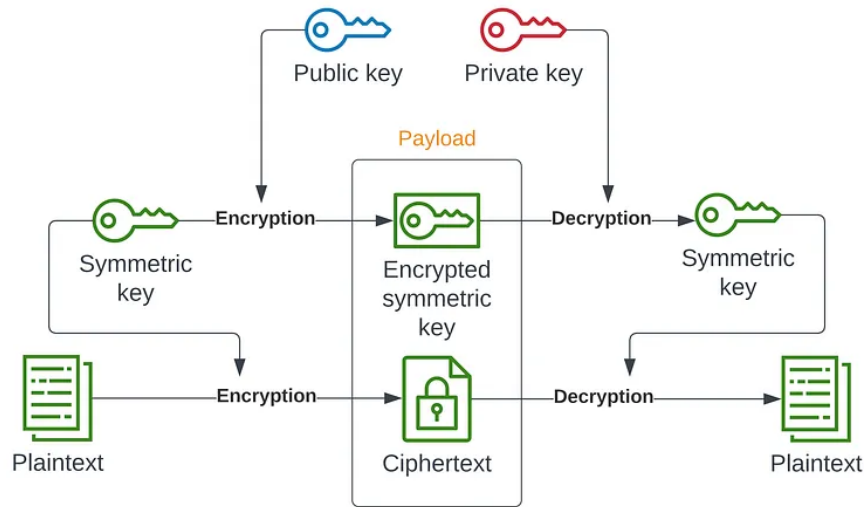 Public key
Private key
Payload
Encryption
Decryption
Symmetric
key
Encrypted
symmetric
key
Symmetric
key
Encryption
Decryption
Plaintext
Ciphertext
Plaintext